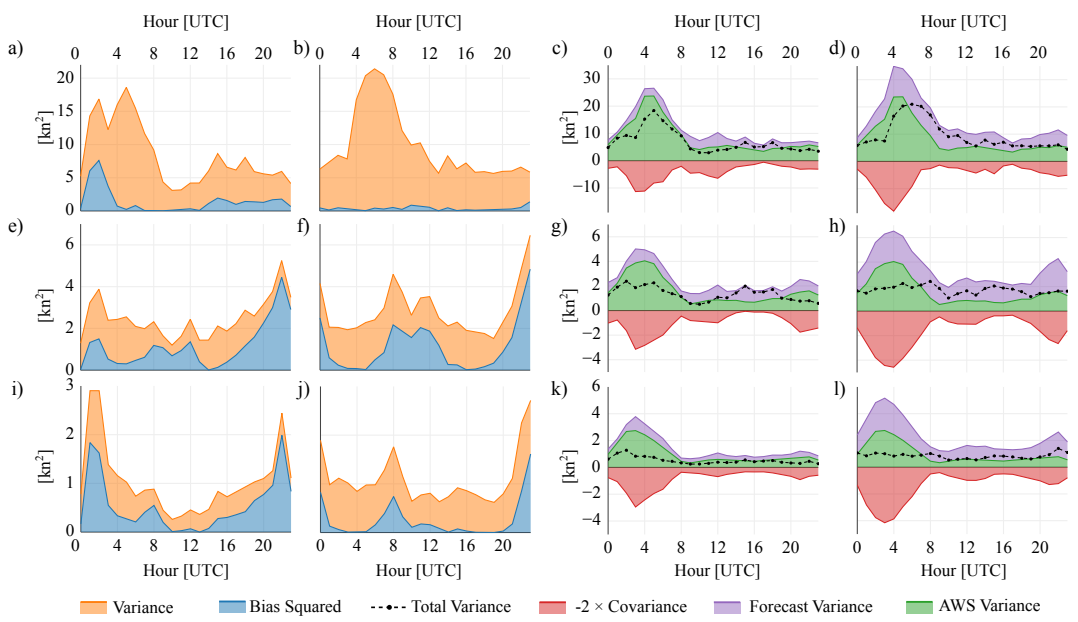 Hour [UTC] Hour [UTC] Hour [UTC] Hour [UTC]
a) 0 4 8 12 16 20 b) 0 4 8 12 16 20 c) 0 4 8 12 16 20 d) 0 4 8 12 16 20
[kn²] 20 15 10 5 0
[kn²] 30 20 10 0 −10
e) f) g) h)
[kn²] 6 4 2 0
[kn²] 6 4 2 0 −2 −4
i) j) k) l)
[kn²] 3 2 1 0
[kn²] 6 4 2 0 −2 −4
0 4 8 12 16 20 0 4 8 12 16 20 0 4 8 12 16 20 0 4 8 12 16 20
Hour [UTC] Hour [UTC] Hour [UTC] Hour [UTC]
Variance Bias Squared Total Variance -2 × Covariance Forecast Variance AWS Variance